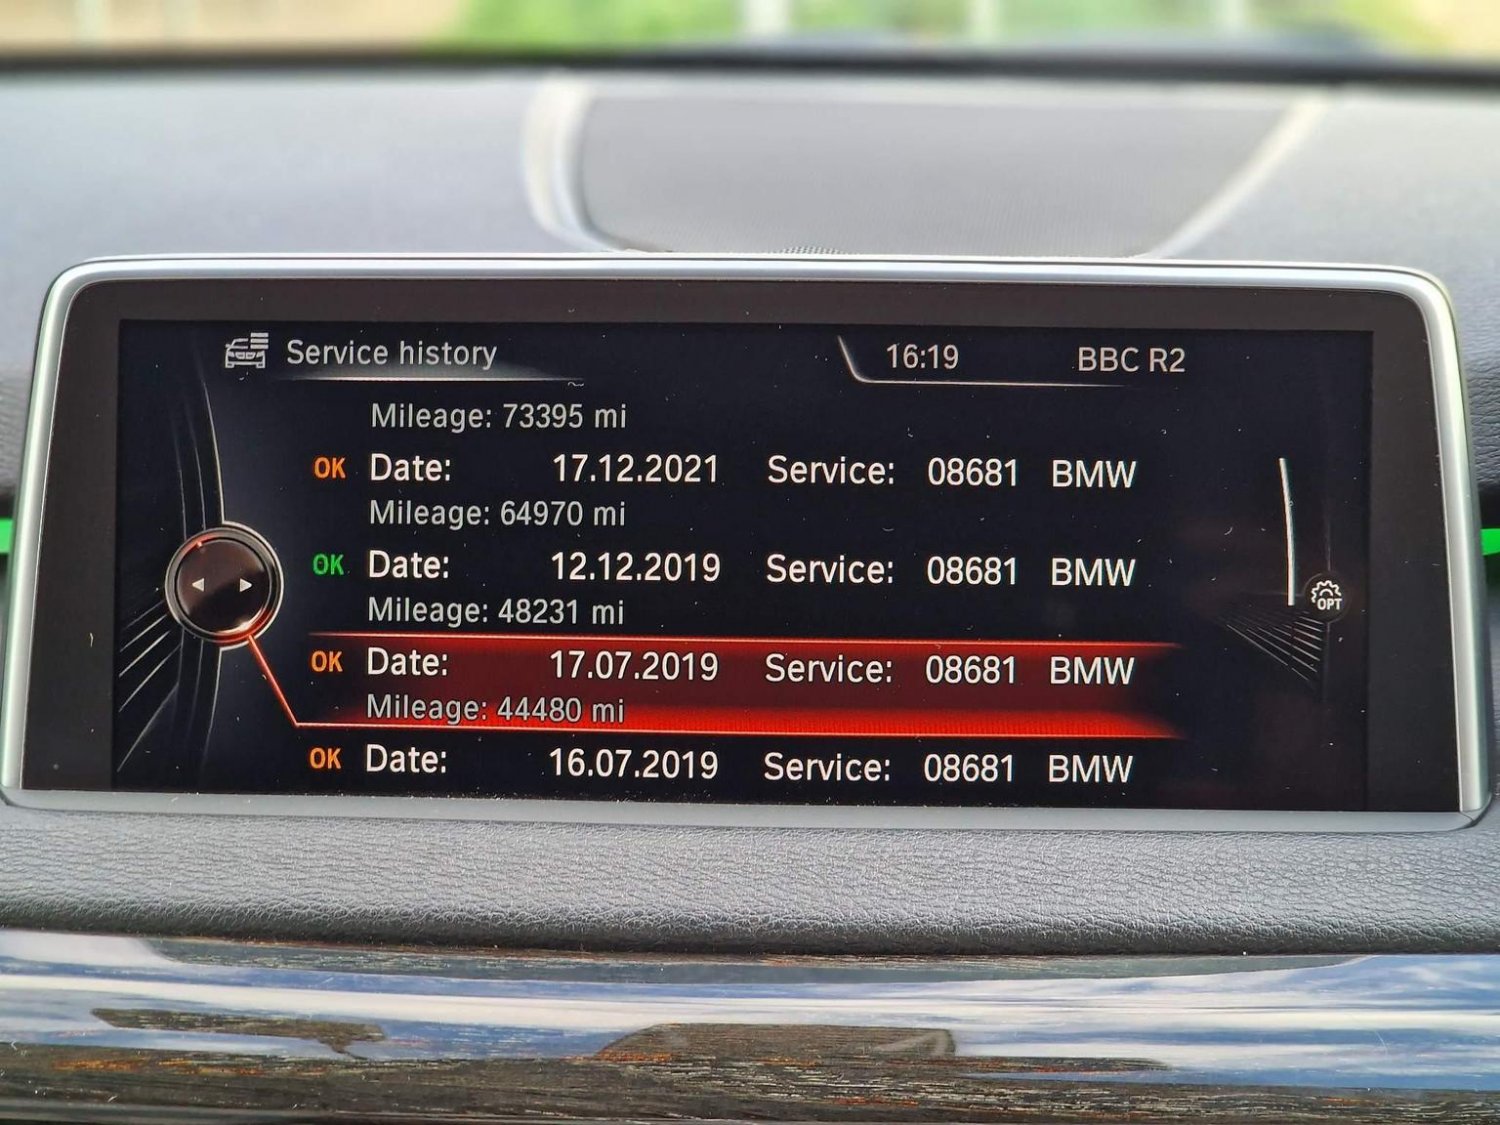 Service history 16:19 BBC R2
Mileage: 73395 mi
OK Date: 17.12.2021 Service: 08681 BMW
Mileage: 64970 mi
OK Date: 12.12.2019 Service: 08681 BMW
Mileage: 48231 mi
OK Date: 17.07.2019 Service: 08681 BMW
Mileage: 44480 mi
OPT
OK Date: 16.07.2019 Service: 08681 BMW